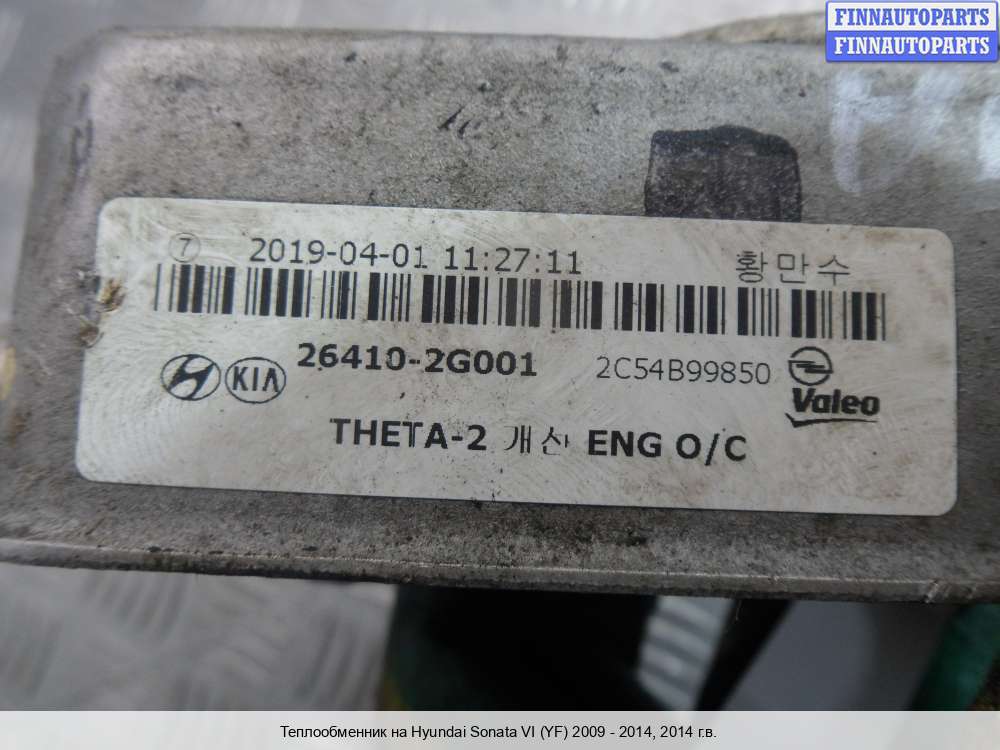 FINNAUTOPARTS
FINNAUTOPARTS
7 2019-04-01 11:27:11 황만수
KIA 26410-2G001 2C54B99850
Valeo
THETA-2 개선 ENG O/C
Теплообменник на Hyundai Sonata VI (YF) 2009 - 2014, 2014 г.в.